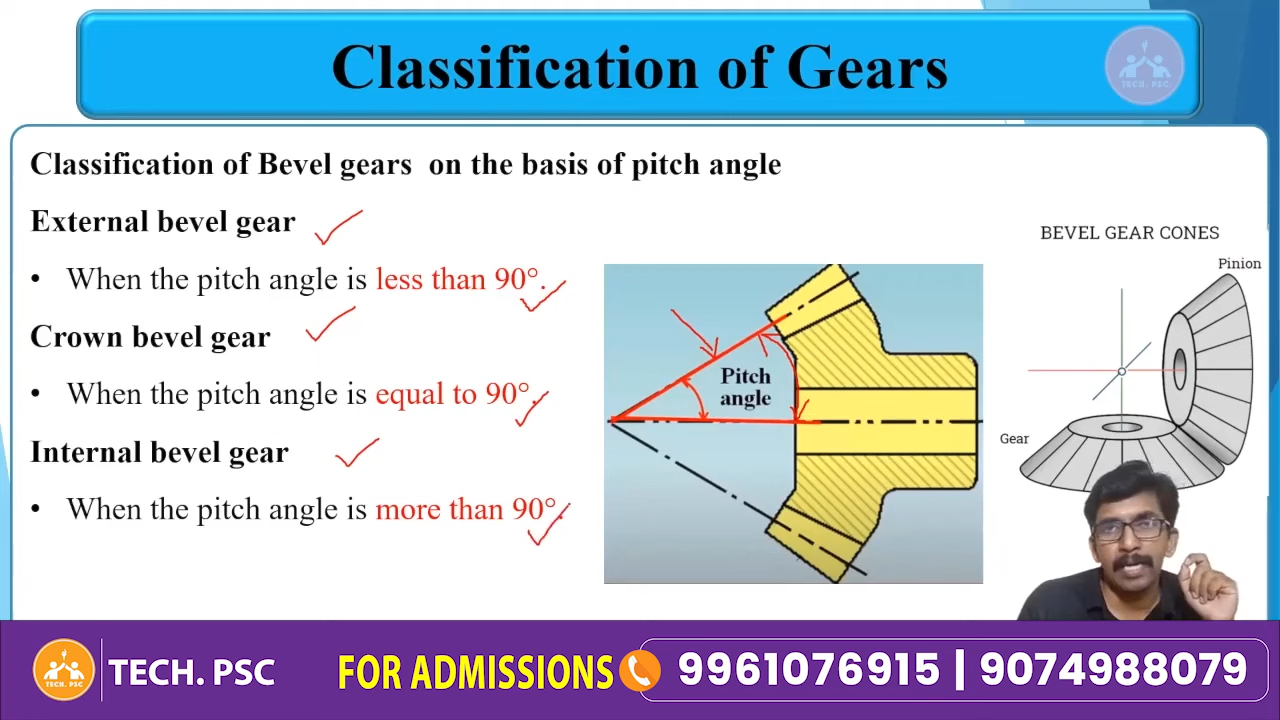 Classification of Gears
TECH. PSC
Classification of Bevel gears on the basis of pitch angle
External bevel gear
• When the pitch angle is less than 90°.
Crown bevel gear
• When the pitch angle is equal to 90°.
Internal bevel gear
• When the pitch angle is more than 90°.
Pitch
angle
BEVEL GEAR CONES
Pinion
Gear
TECH. PSC
TECH. PSC
FOR ADMISSIONS
9961076915 | 9074988079